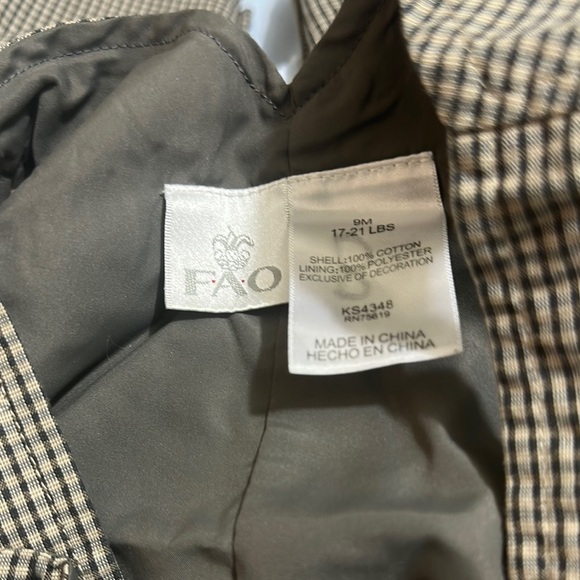 F·A·O
9M
17-21 LBS
SHELL:100% COTTON
LINING:100% POLYESTER
EXCLUSIVE OF DECORATION
KS4348
RN75619
MADE IN CHINA
HECHO EN CHINA